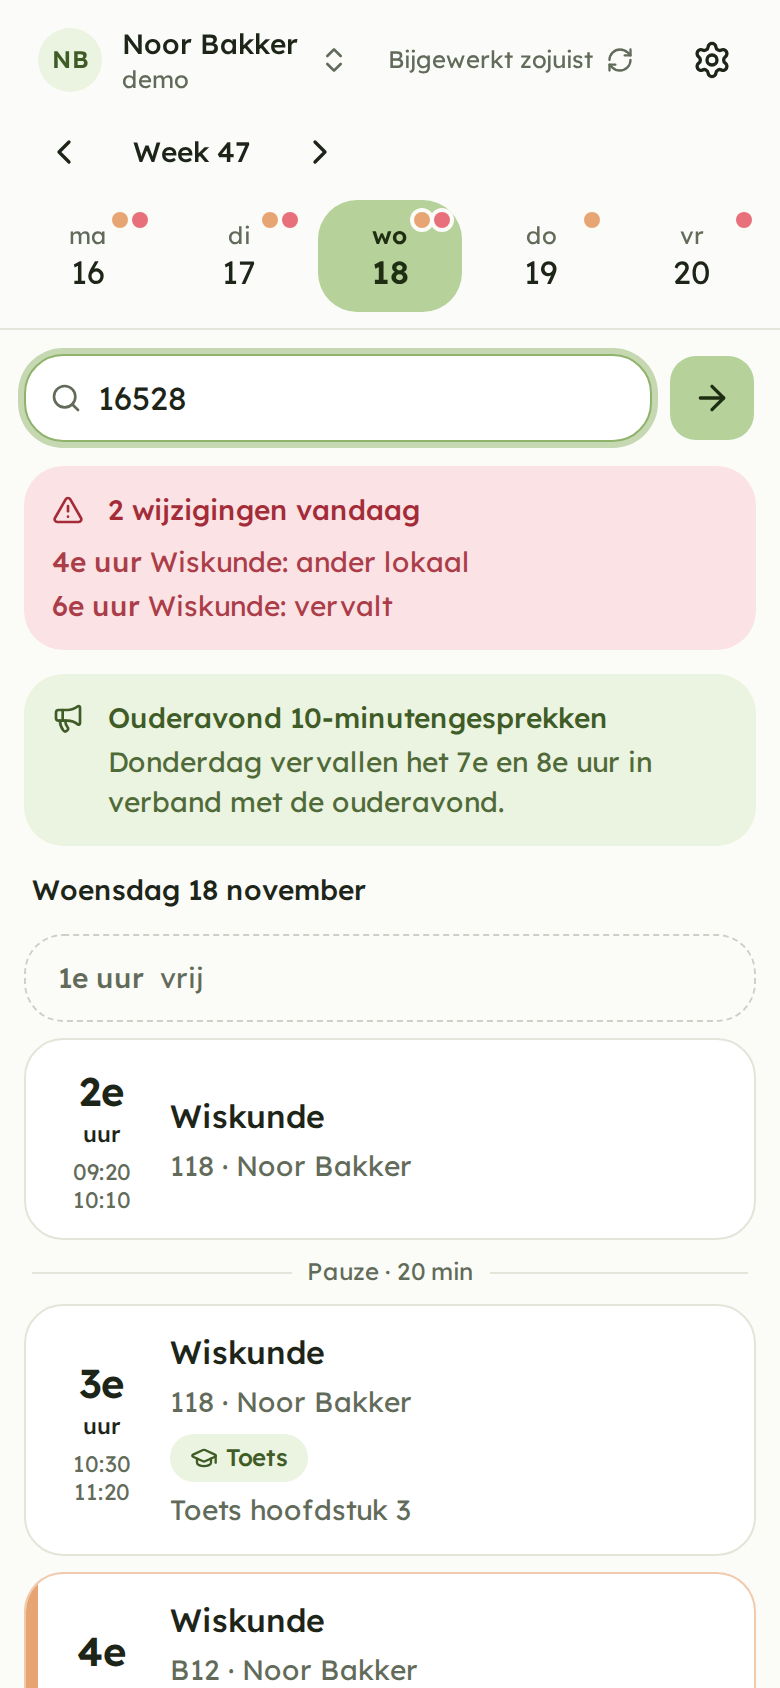 NB
Noor Bakker
demo
Bijgewerkt zojuist
Week 47
ma
16
di
17
wo
18
do
19
vr
20
16528
2 wijzigingen vandaag
4e uur Wiskunde: ander lokaal
6e uur Wiskunde: vervalt
Ouderavond 10-minutengesprekken
Donderdag vervallen het 7e en 8e uur in
verband met de ouderavond.
Woensdag 18 november
1e uur vrij
2e
uur
09:20
10:10
Wiskunde
118 · Noor Bakker
Pauze · 20 min
3e
uur
10:30
11:20
Wiskunde
118 · Noor Bakker
Toets
Toets hoofdstuk 3
4e
Wiskunde
B12 · Noor Bakker